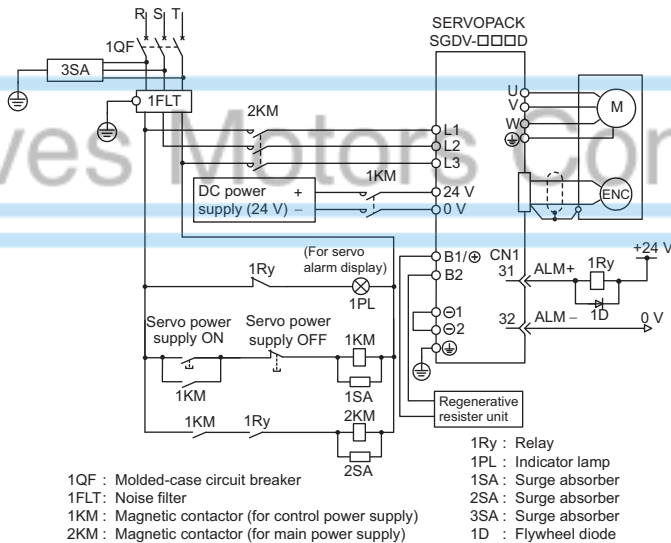 R S T
SERVOPACK
SGDV-□□□D
1QF
3SA
1FLT
2KM
U
V
W
M
L1
L2
L3
ves Motors Con
DC power
supply (24 V)
+
−
1KM
24 V
0 V
ENC
(For servo
alarm display)
1Ry
1PL
B1/⊕
B2
CN1
31
ALM+
1Ry
+24 V
1D
Servo power
supply ON
Servo power
supply OFF
1KM
⊖1
⊖2
32
ALM −
0 V
1KM
1SA
1KM
1Ry
2KM
2SA
Regenerative
resister unit
1QF : Molded-case circuit breaker
1FLT: Noise filter
1KM : Magnetic contactor (for control power supply)
2KM : Magnetic contactor (for main power supply)
1Ry : Relay
1PL : Indicator lamp
1SA : Surge absorber
2SA : Surge absorber
3SA : Surge absorber
1D : Flywheel diode